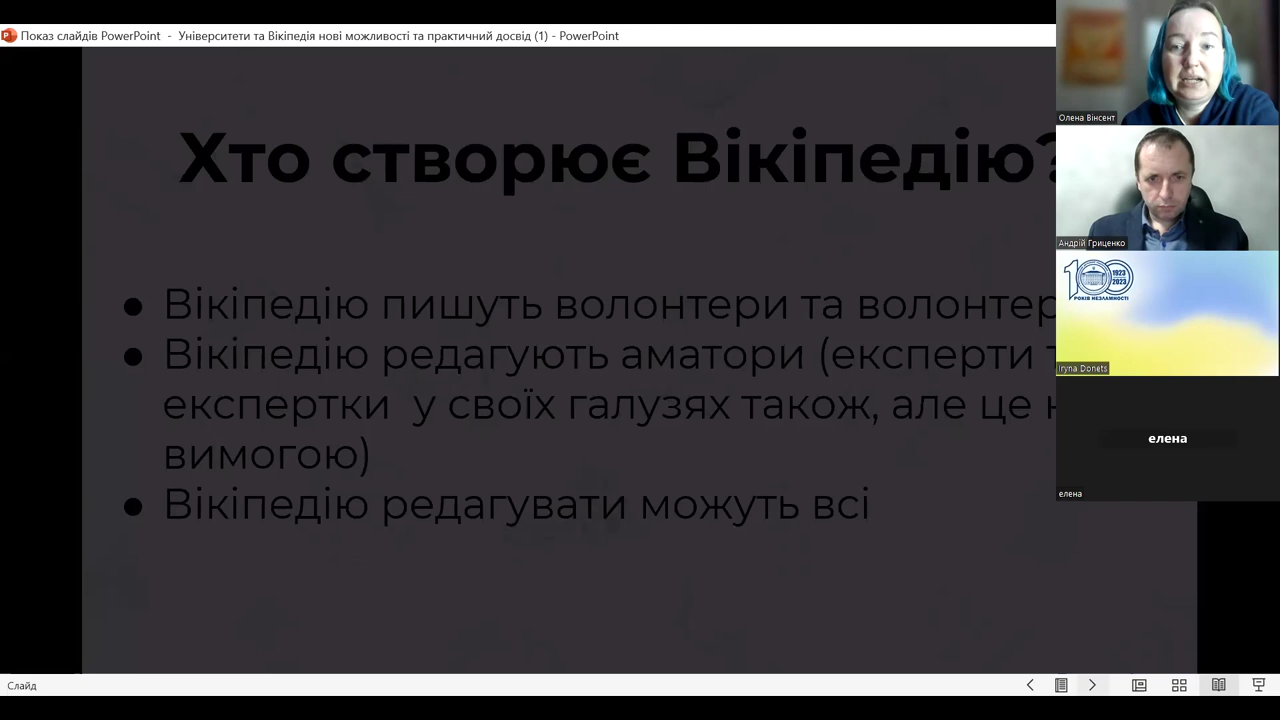 Показ слайдів PowerPoint - Університети та Вікіпедія нові можливості та практичний досвід (1) - PowerPoint
Хто створює Вікіпедію?
● Вікіпедію пишуть волонтери та
● Вікіпедію редагують аматори (експерти
експертки у своїх галузях також, але це
вимогою)
● Вікіпедію редагувати можуть всі
Олена Вінсент
Андрій Гриценко
100
1923
2023
РОКІВ НЕЗЛАМНОСТІ
Iryna Donets
елена
елена
Слайд